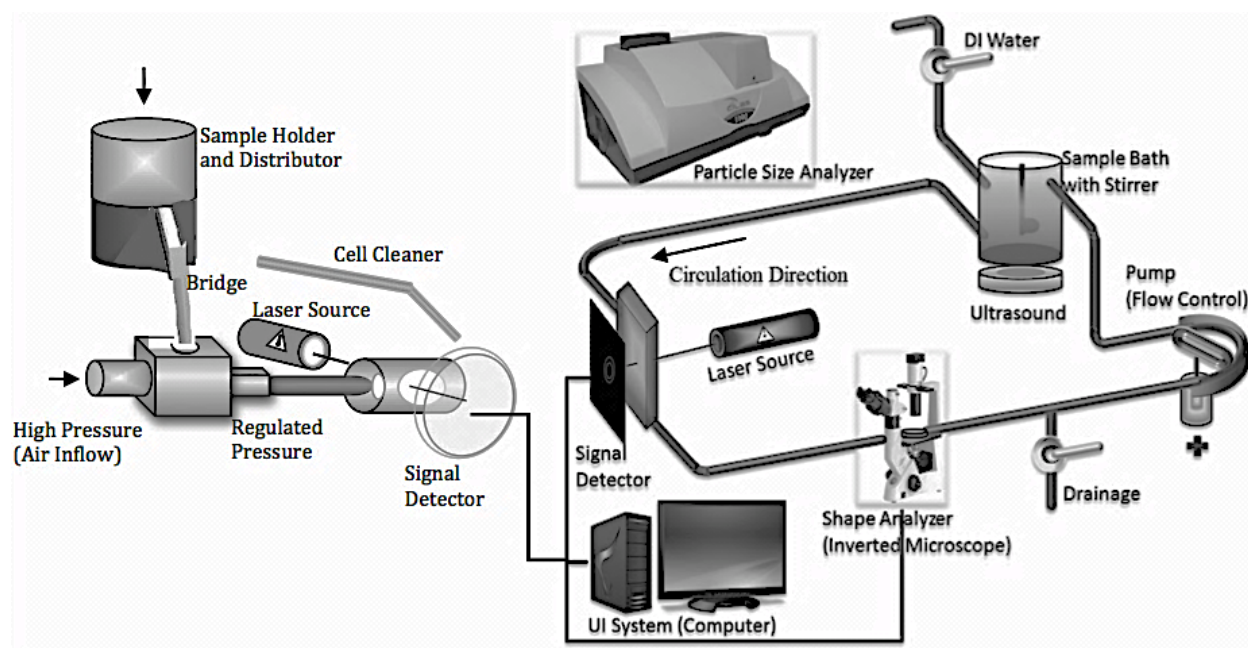 Sample Holder
and Distributor
Bridge
Cell Cleaner
Laser Source
High Pressure
(Air Inflow)
Regulated
Pressure
Signal
Detector
Particle Size Analyzer
DI Water
Sample Bath
with Stirrer
Circulation Direction
Ultrasound
Pump
(Flow Control)
Laser Source
Signal
Detector
Shape Analyzer
(Inverted Microscope)
Drainage
UI System (Computer)